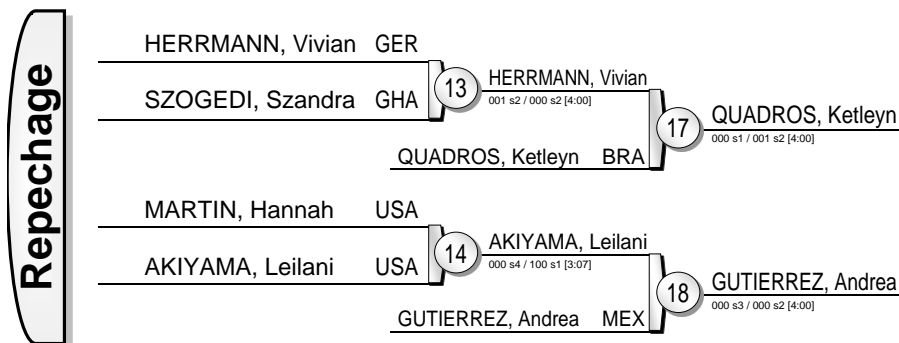 Repechage
HERRMANN, Vivian GER
SZOGEDI, Szandra GHA
13
HERRMANN, Vivian
001 s2 / 000 s2 [4:00]
QUADROS, Ketleyn BRA
17
QUADROS, Ketleyn
000 s1 / 001 s2 [4:00]
MARTIN, Hannah USA
AKIYAMA, Leilani USA
14
AKIYAMA, Leilani
000 s4 / 100 s1 [3:07]
GUTIERREZ, Andrea MEX
18
GUTIERREZ, Andrea
000 s3 / 000 s2 [4:00]